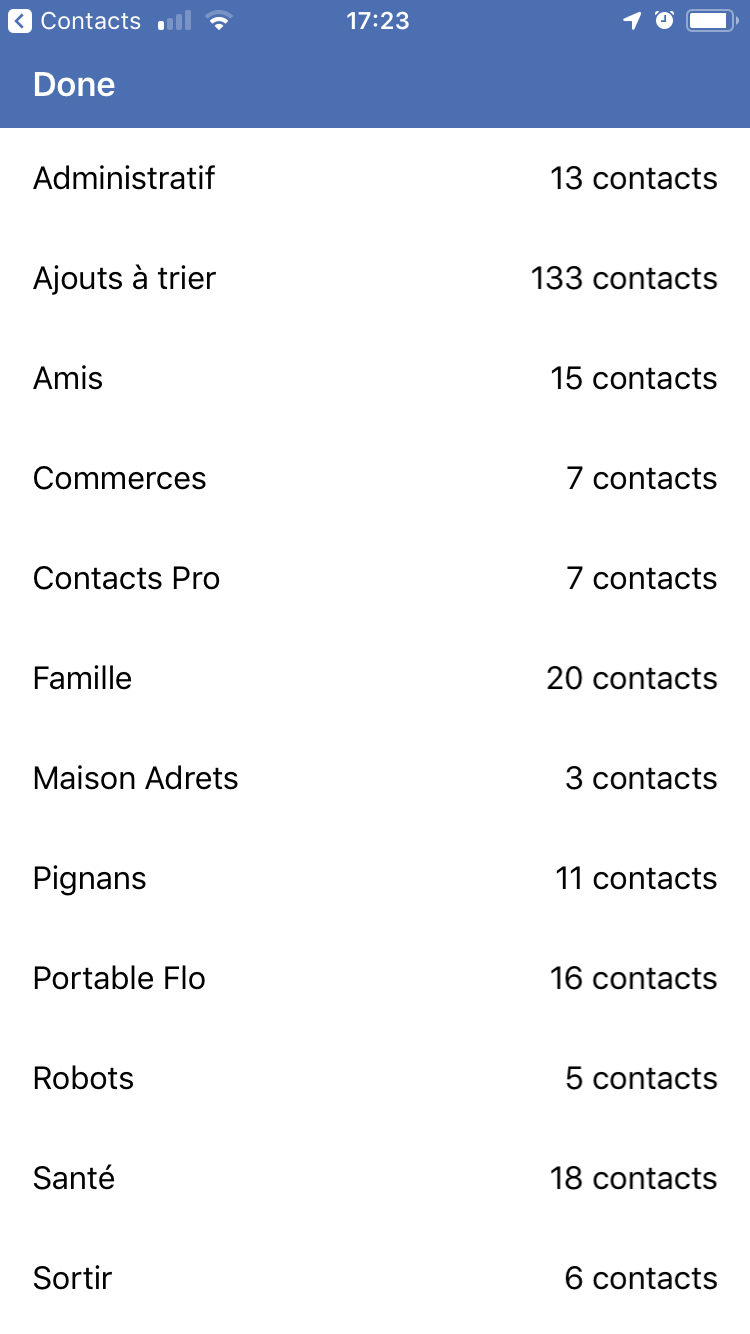 Contacts 17:23
Done
Administratif 13 contacts
Ajouts à trier 133 contacts
Amis 15 contacts
Commerces 7 contacts
Contacts Pro 7 contacts
Famille 20 contacts
Maison Adrets 3 contacts
Pignans 11 contacts
Portable Flo 16 contacts
Robots 5 contacts
Santé 18 contacts
Sortir 6 contacts